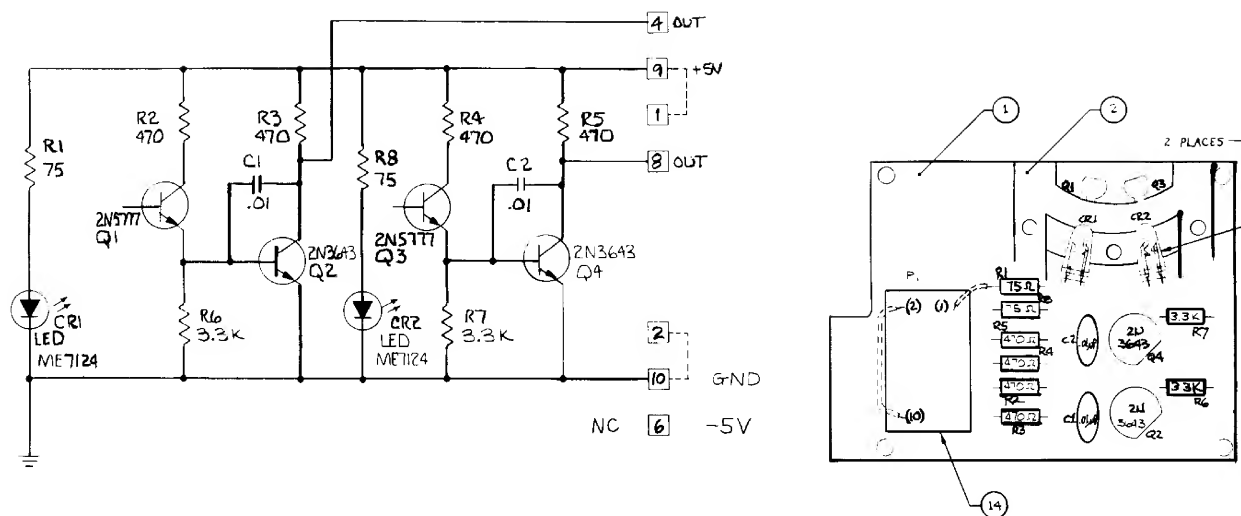 4 OUT
9 +5V
1
8 OUT
2
10 GND
NC 6 -5V
R1
75
R2
470
R3
470
C1
.01
2N5777
Q1
2N3643
Q2
R6
3.3K
CR1
LED
ME7124
R8
75
R4
470
R5
470
C2
.01
2N5777
Q3
2N3643
Q4
R7
3.3K
CR2
LED
ME7124
1
2
2 PLACES
Q1
Q3
CR1
CR2
P1
(2) (1)
(10)
R1
75Ω
R8
75Ω
R5
470Ω
R4
470Ω
470Ω
R2
470Ω
R3
C2
.01µF
2N
3643
Q4
3.3K
R7
C1
.01µF
2N
3643
Q2
3.3K
R6
14